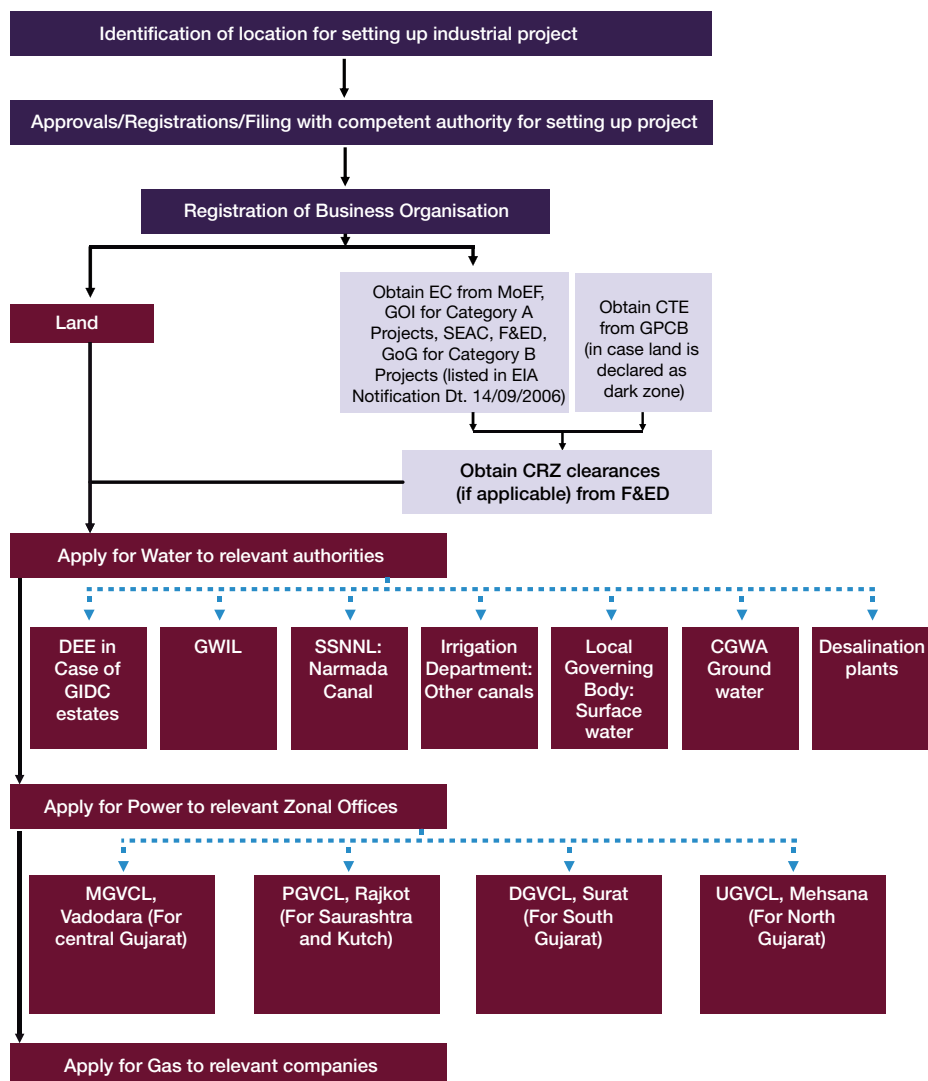 Identification of location for setting up industrial project
Approvals/Registrations/Filing with competent authority for setting up project
Registration of Business Organisation
Land
Obtain EC from MoEF,
GOI for Category A
Projects, SEAC, F&ED,
GoG for Category B
Projects (listed in EIA
Notification Dt. 14/09/2006)
Obtain CTE
from GPCB
(in case land is
declared as
dark zone)
Obtain CRZ clearances
(if applicable) from F&ED
Apply for Water to relevant authorities
DEE in
Case of
GIDC
estates
GWIL
SSNNL:
Narmada
Canal
Irrigation
Department:
Other canals
Local
Governing
Body:
Surface
water
CGWA
Ground
water
Desalination
plants
Apply for Power to relevant Zonal Offices
MGVCL,
Vadodara (For
central Gujarat)
PGVCL, Rajkot
(For Saurashtra
and Kutch)
DGVCL, Surat
(For South
Gujarat)
UGVCL, Mehsana
(For North
Gujarat)
Apply for Gas to relevant companies